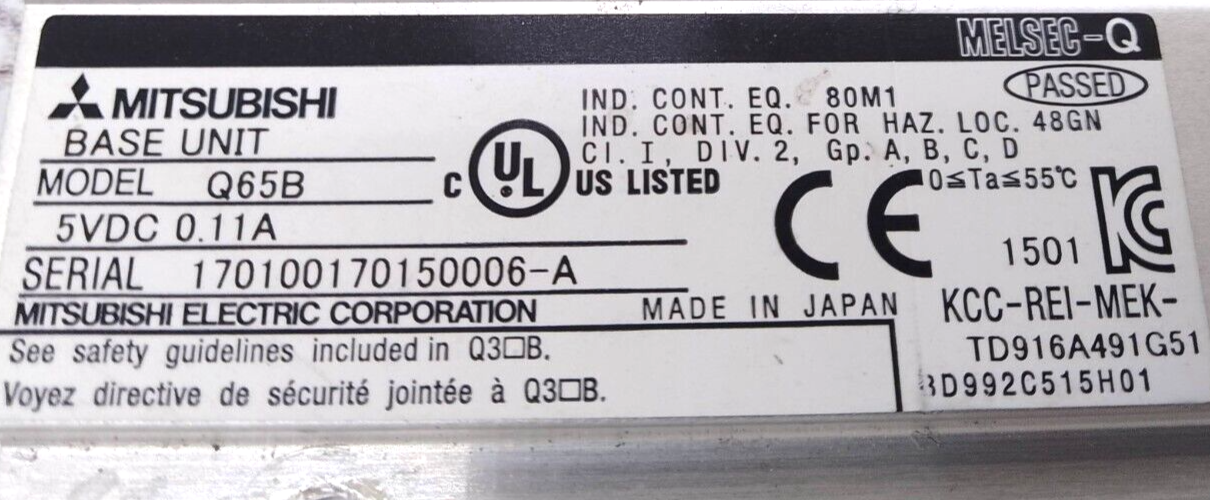 MELSEC-Q
MITSUBISHI
BASE UNIT
MODEL Q65B
5VDC 0.11A
SERIAL 170100170150006-A
MITSUBISHI ELECTRIC CORPORATION
MADE IN JAPAN
See safety guidelines included in Q3□B.
Voyez directive de sécurité jointée à Q3□B.
C UL US LISTED
IND. CONT. EQ. 80M1
IND. CONT. EQ. FOR HAZ. LOC. 48GN
CI. I, DIV. 2, Gp. A, B, C, D
PASSED
0≦Ta≦55℃
CE
1501
KC
KCC-REI-MEK-
TD916A491G51
BD992C515H01